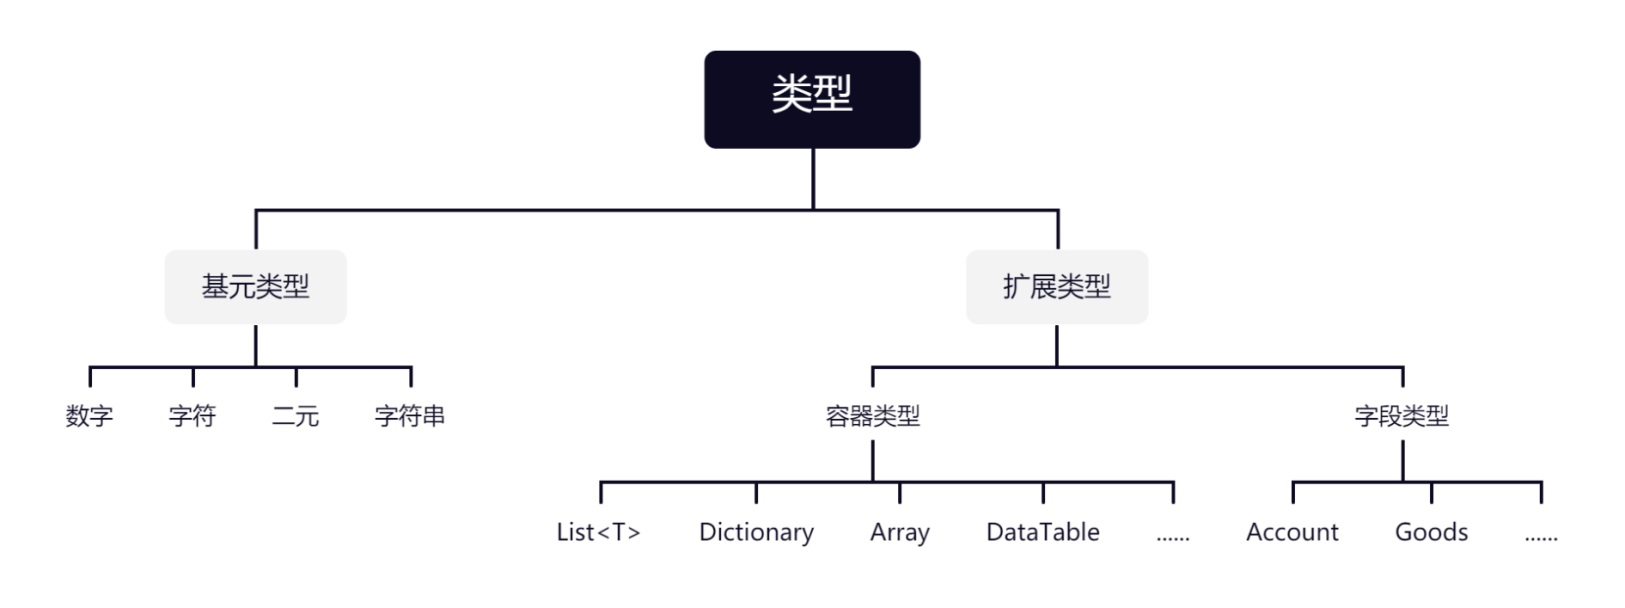 类型
基元类型
扩展类型
数字
字符
二元
字符串
容器类型
字段类型
List<T>
Dictionary
Array
DataTable
......
Account
Goods
......